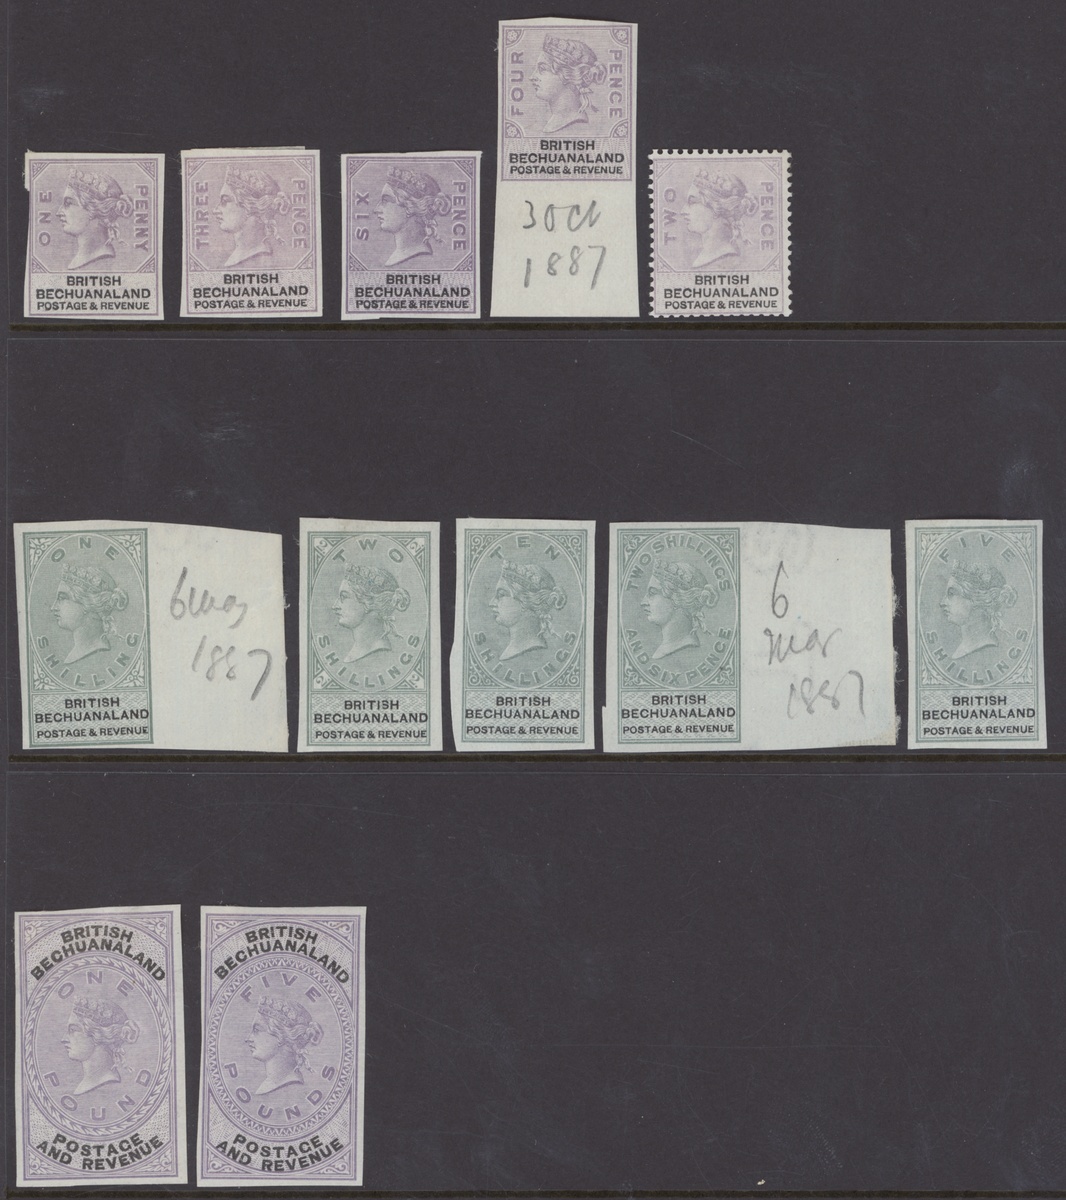 ONE PENNY
BRITISH
BECHUANALAND
POSTAGE & REVENUE
THREE PENCE
BRITISH
BECHUANALAND
POSTAGE & REVENUE
SIX PENCE
BRITISH
BECHUANALAND
POSTAGE & REVENUE
FOUR PENCE
BRITISH
BECHUANALAND
POSTAGE & REVENUE
3 Oct
1887
TWO PENCE
BRITISH
BECHUANALAND
POSTAGE & REVENUE
ONE
SHILLING
BRITISH
BECHUANALAND
POSTAGE & REVENUE
6
1887
TWO
SHILLINGS
BRITISH
BECHUANALAND
POSTAGE & REVENUE
TEN
SHILLINGS
BRITISH
BECHUANALAND
POSTAGE & REVENUE
TWO SHILLINGS
AND SIXPENCE
BRITISH
BECHUANALAND
POSTAGE & REVENUE
6
Mar
1887
FIVE
SHILLINGS
BRITISH
BECHUANALAND
POSTAGE & REVENUE
BRITISH
BECHUANALAND
ONE
POUND
POSTAGE
AND REVENUE
BRITISH
BECHUANALAND
FIVE
POUNDS
POSTAGE
AND REVENUE